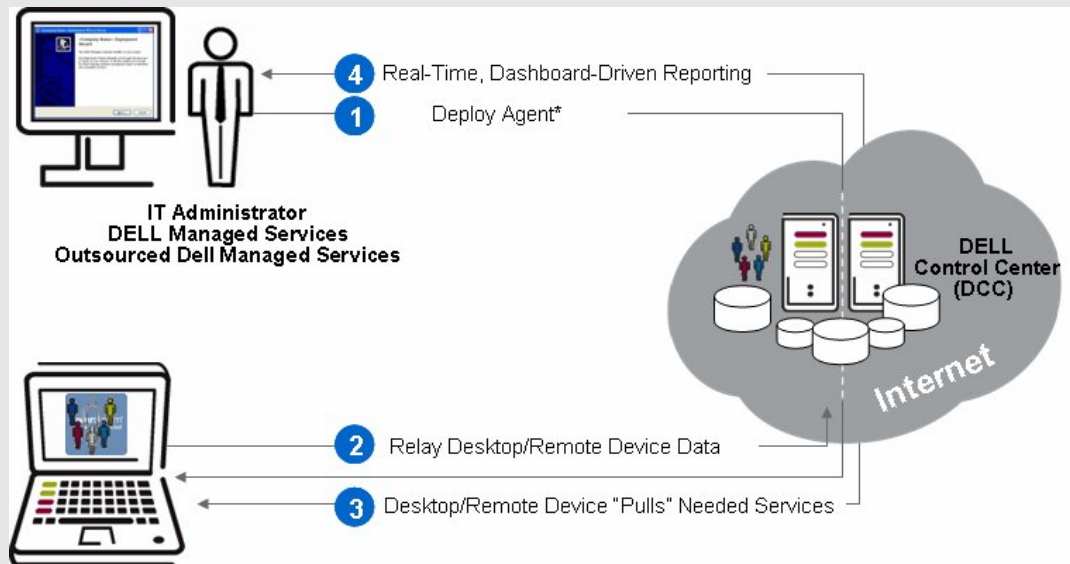 4 Real-Time, Dashboard-Driven Reporting
1 Deploy Agent*
IT Administrator
DELL Managed Services
Outsourced Dell Managed Services
DELL
Control Center
(DCC)
Internet
2 Relay Desktop/Remote Device Data
3 Desktop/Remote Device "Pulls" Needed Services